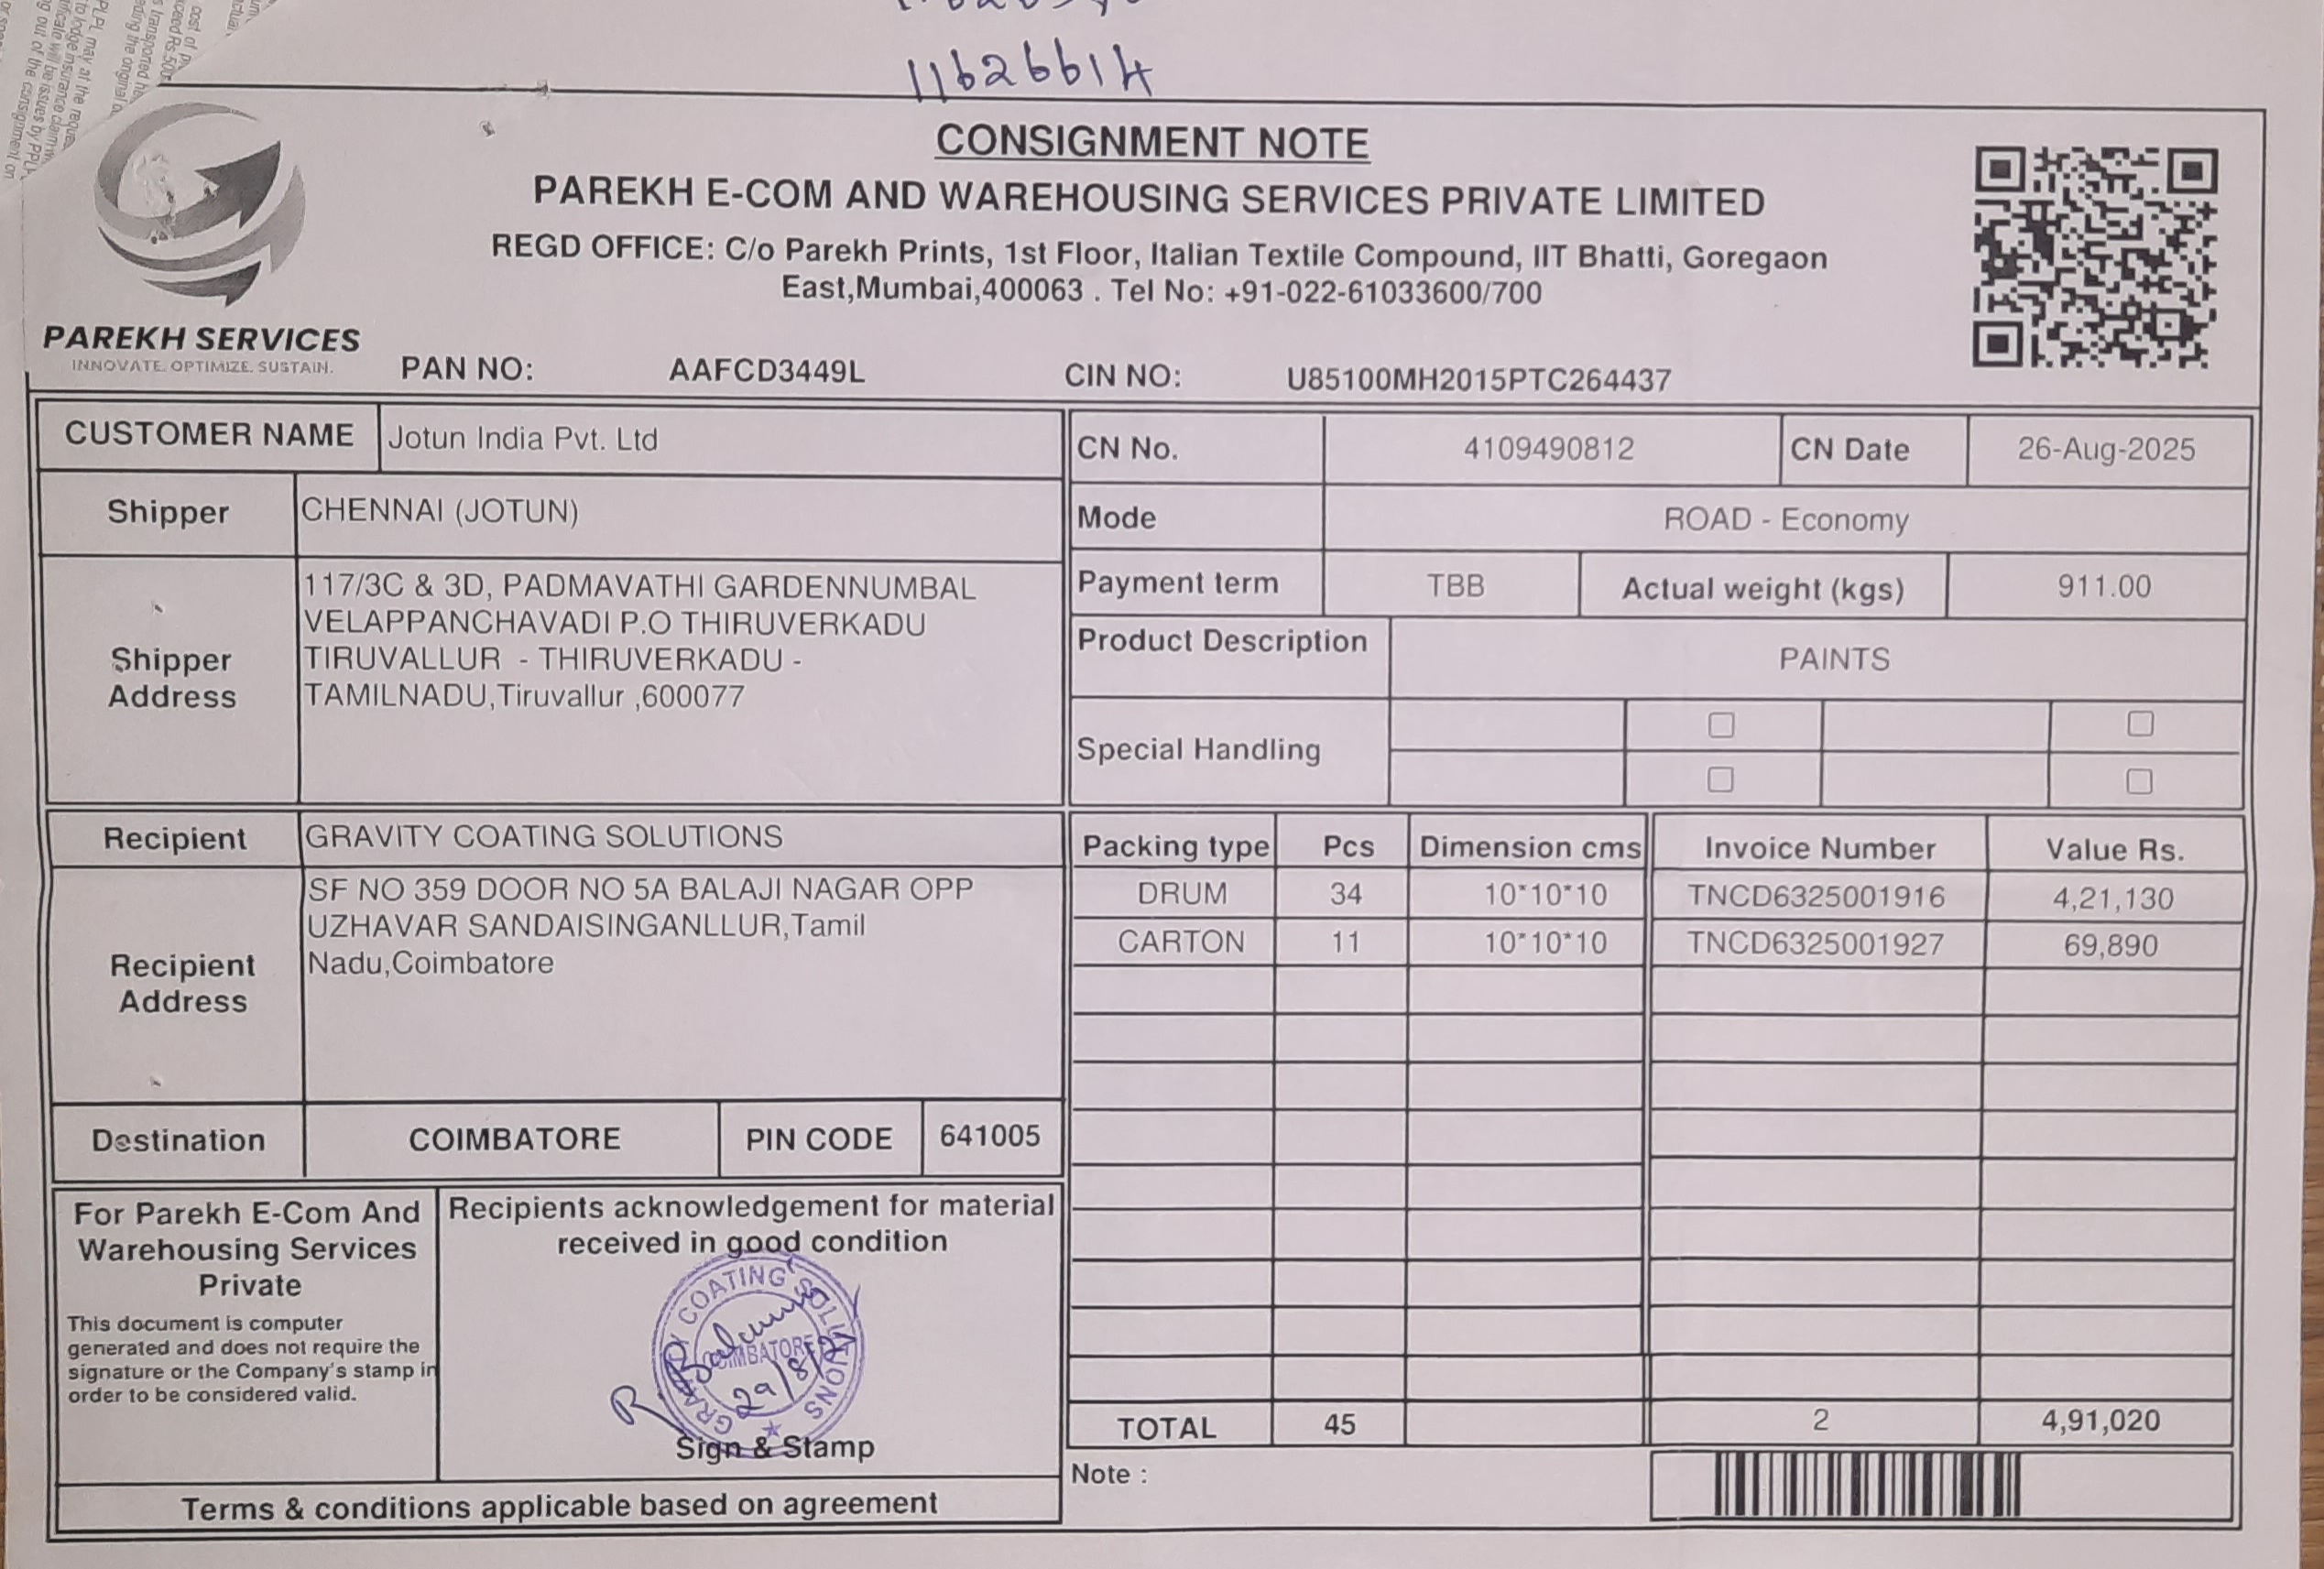 11626614
CONSIGNMENT NOTE
PAREKH E-COM AND WAREHOUSING SERVICES PRIVATE LIMITED
REGD OFFICE: C/o Parekh Prints, 1st Floor, Italian Textile Compound, IIT Bhatti, Goregaon
East,Mumbai,400063 . Tel No: +91-022-61033600/700
PAREKH SERVICES
INNOVATE. OPTIMIZE. SUSTAIN.
PAN NO: AAFCD3449L CIN NO: U85100MH2015PTC264437
CUSTOMER NAME Jotun India Pvt. Ltd
Shipper CHENNAI (JOTUN)
Shipper Address
117/3C & 3D, PADMAVATHI GARDENNUMBAL
VELAPPANCHAVADI P.O THIRUVERKADU
TIRUVALLUR - THIRUVERKADU -
TAMILNADU,Tiruvallur ,600077
CN No. 4109490812 CN Date 26-Aug-2025
Mode ROAD - Economy
Payment term TBB Actual weight (kgs) 911.00
Product Description PAINTS
Special Handling
Recipient GRAVITY COATING SOLUTIONS
Recipient Address
SF NO 359 DOOR NO 5A BALAJI NAGAR OPP
UZHAVAR SANDAISINGANLLUR,Tamil
Nadu,Coimbatore
Destination COIMBATORE PIN CODE 641005
Packing type Pcs Dimension cms Invoice Number Value Rs.
DRUM 34 10*10*10 TNCD6325001916 4,21,130
CARTON 11 10*10*10 TNCD6325001927 69,890
TOTAL 45 2 4,91,020
Note :
For Parekh E-Com And
Warehousing Services
Private
This document is computer
generated and does not require the
signature or the Company's stamp in
order to be considered valid.
Recipients acknowledgement for material
received in good condition
GRAVITY COATING SOLUTIONS
COIMBATORE
Sign & Stamp
Terms & conditions applicable based on agreement